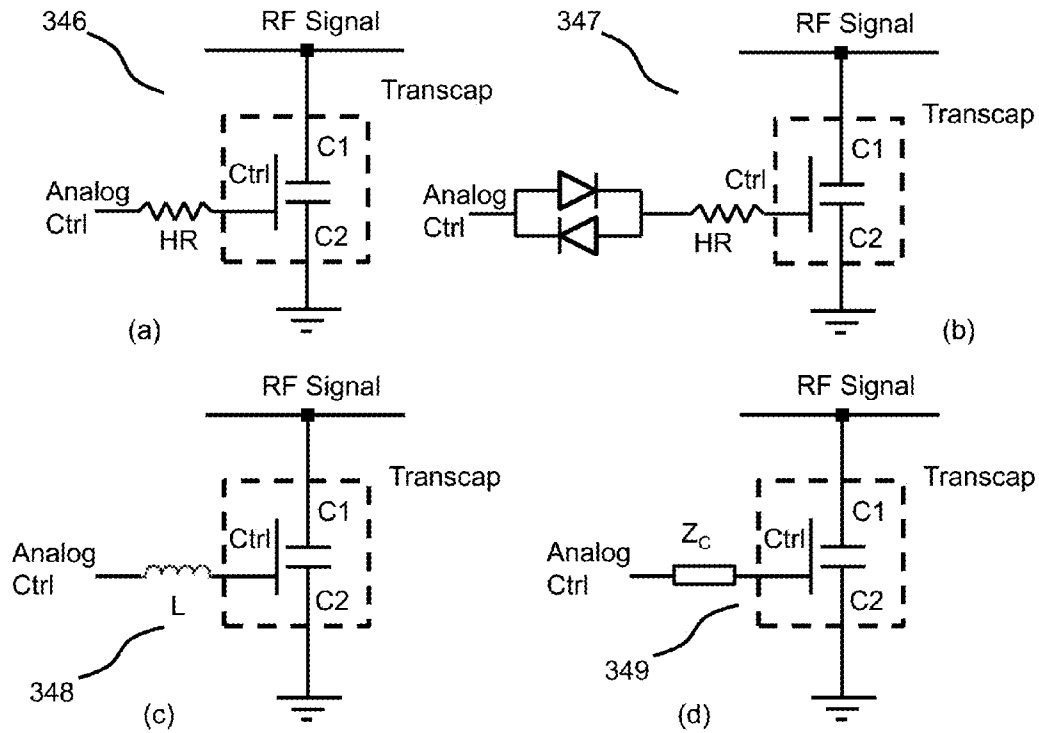 346
RF Signal
Transcap
C1
Ctrl
Analog
Ctrl
HR
C2
(a)
347
RF Signal
Transcap
C1
Ctrl
Analog
Ctrl
HR
C2
(b)
RF Signal
Transcap
C1
Ctrl
Analog
Ctrl
L
C2
348
(c)
RF Signal
Transcap
C1
Ctrl
ZC
Analog
Ctrl
C2
349
(d)